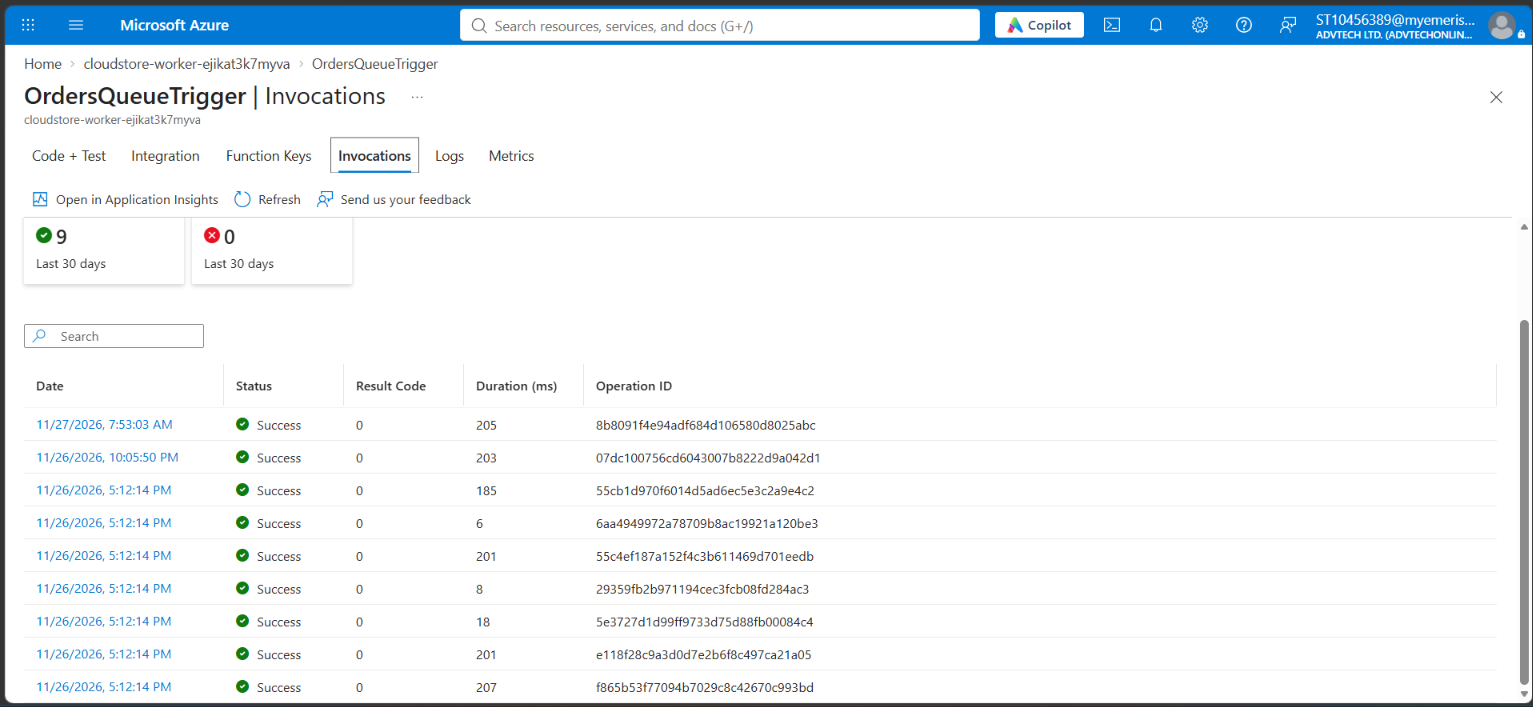 Microsoft Azure
Search resources, services, and docs (G+/)
Copilot
ST10456389@myemeris...
ADVTECH LTD. (ADVTECHONLIN...
Home > cloudstore-worker-ejikat3k7myva > OrdersQueueTrigger
OrdersQueueTrigger | Invocations ...
cloudstore-worker-ejikat3k7myva
Code + Test Integration Function Keys Invocations Logs Metrics
Open in Application Insights Refresh Send us your feedback
9 0
Last 30 days Last 30 days
Search
Date Status Result Code Duration (ms) Operation ID
11/27/2026, 7:53:03 AM Success 0 205 8b8091f4e94adf684d106580d8025abc
11/26/2026, 10:05:50 PM Success 0 203 07dc100756cd6043007b8222d9a042d1
11/26/2026, 5:12:14 PM Success 0 185 55cb1d970f6014d5ad6ec5e3c2a9e4c2
11/26/2026, 5:12:14 PM Success 0 6 6aa4949972a78709b8ac19921a120be3
11/26/2026, 5:12:14 PM Success 0 201 55c4ef187a152f4c3b611469d701eedb
11/26/2026, 5:12:14 PM Success 0 8 29359fb2b971194cec3fcb08fd284ac3
11/26/2026, 5:12:14 PM Success 0 18 5e3727d1d99ff9733d75d88fb00084c4
11/26/2026, 5:12:14 PM Success 0 201 e118f28c9a3d0d7e2b6f8c497ca21a05
11/26/2026, 5:12:14 PM Success 0 207 f865b53f77094b7029c8c42670c993bd